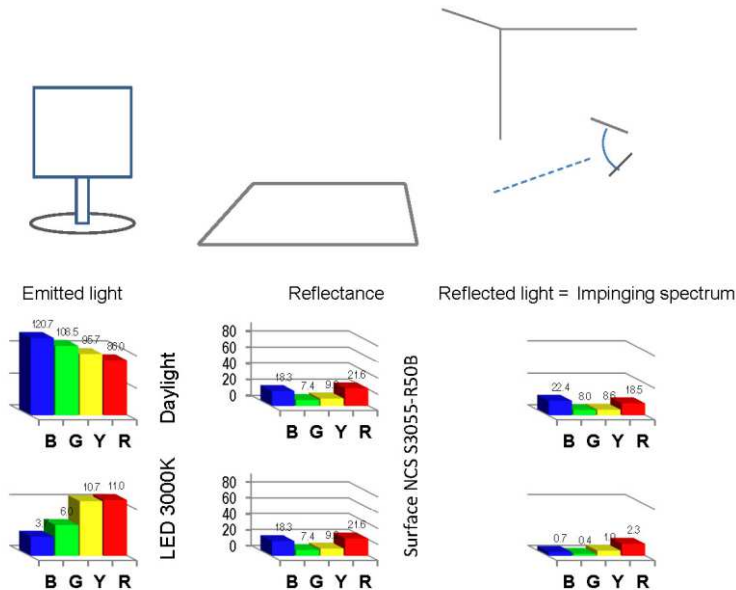 Emitted light Reflectance Reflected light = Impinging spectrum
120.7 108.5 95.7 86.0
B G Y R
Daylight
80
60
40
20
0
18.3 7.4 21.6
B G Y R
22.4 8.0 8.6 18.5
B G Y R
Surface NCS S3055-R50B
10.7 11.0
B G Y R
LED 3000K
80
60
40
20
0
18.3 7.4 21.6
B G Y R
0.7 0.4 2.3
B G Y R